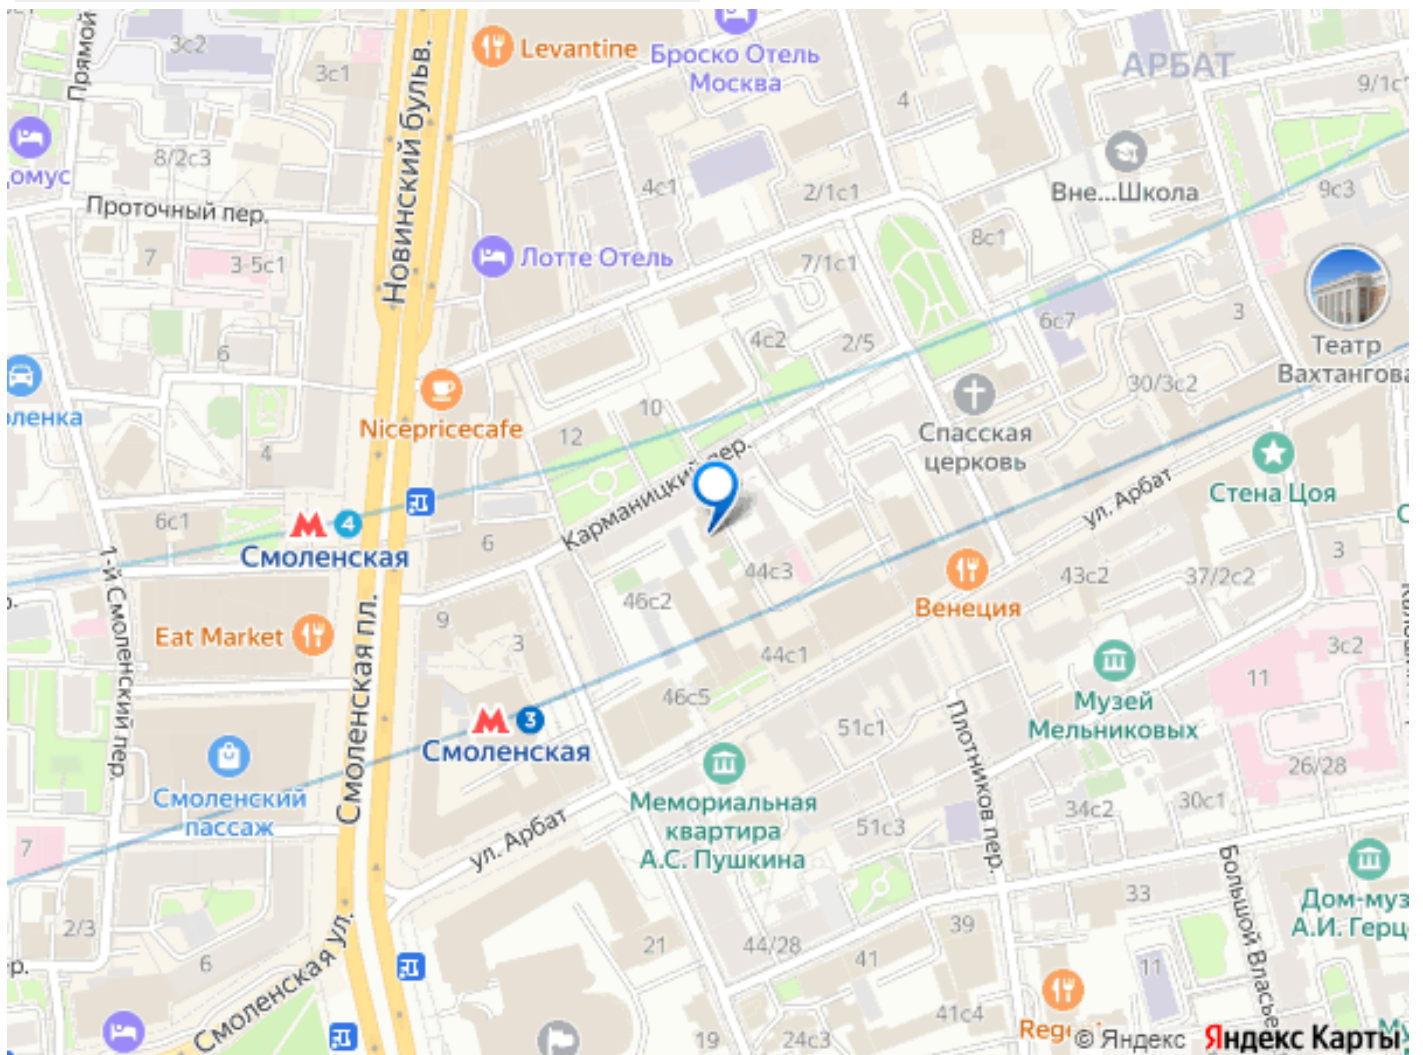 Прямой
3с2
3с1
Levantine
Броско Отель
Москва
АРБАТ
4
9/1с1
Новинский бульв.
омус
8/2с3
4с1
2/1с1
Вне...Школа
9с3
Проточный пер.
7
3-5с1
Лотте Отель
7/1с1
8с1
6с7
3
Театр
Вахтангова
6
4с2
2/5
30/3с2
оленка
Nicepricecafe
10
12
4
Спасская
церковь
Стена Цоя
ул. Арбат
Карманицкий пер.
6с1
4
Смоленская
6
44с3
46с2
Венеция
43с2
37/2с2
3
1-й Смоленский пер.
Eat Market
Смоленская пл.
9
3
44с1
46с5
Музей
Мельниковых
11
3с2
3
Смоленская
51с1
Плотников пер.
26/28
Смоленский
пассаж
Мемориальная
квартира
А.С. Пушкина
34с2
30с1
51с3
7
ул. Арбат
33
Большой Власье
Дом-муз
А.И. Герц
2/3
р.
6
Смоленская ул.
21
44/28
41
39
11
41с4
19
24с3
© Яндекс
Яндекс Карты